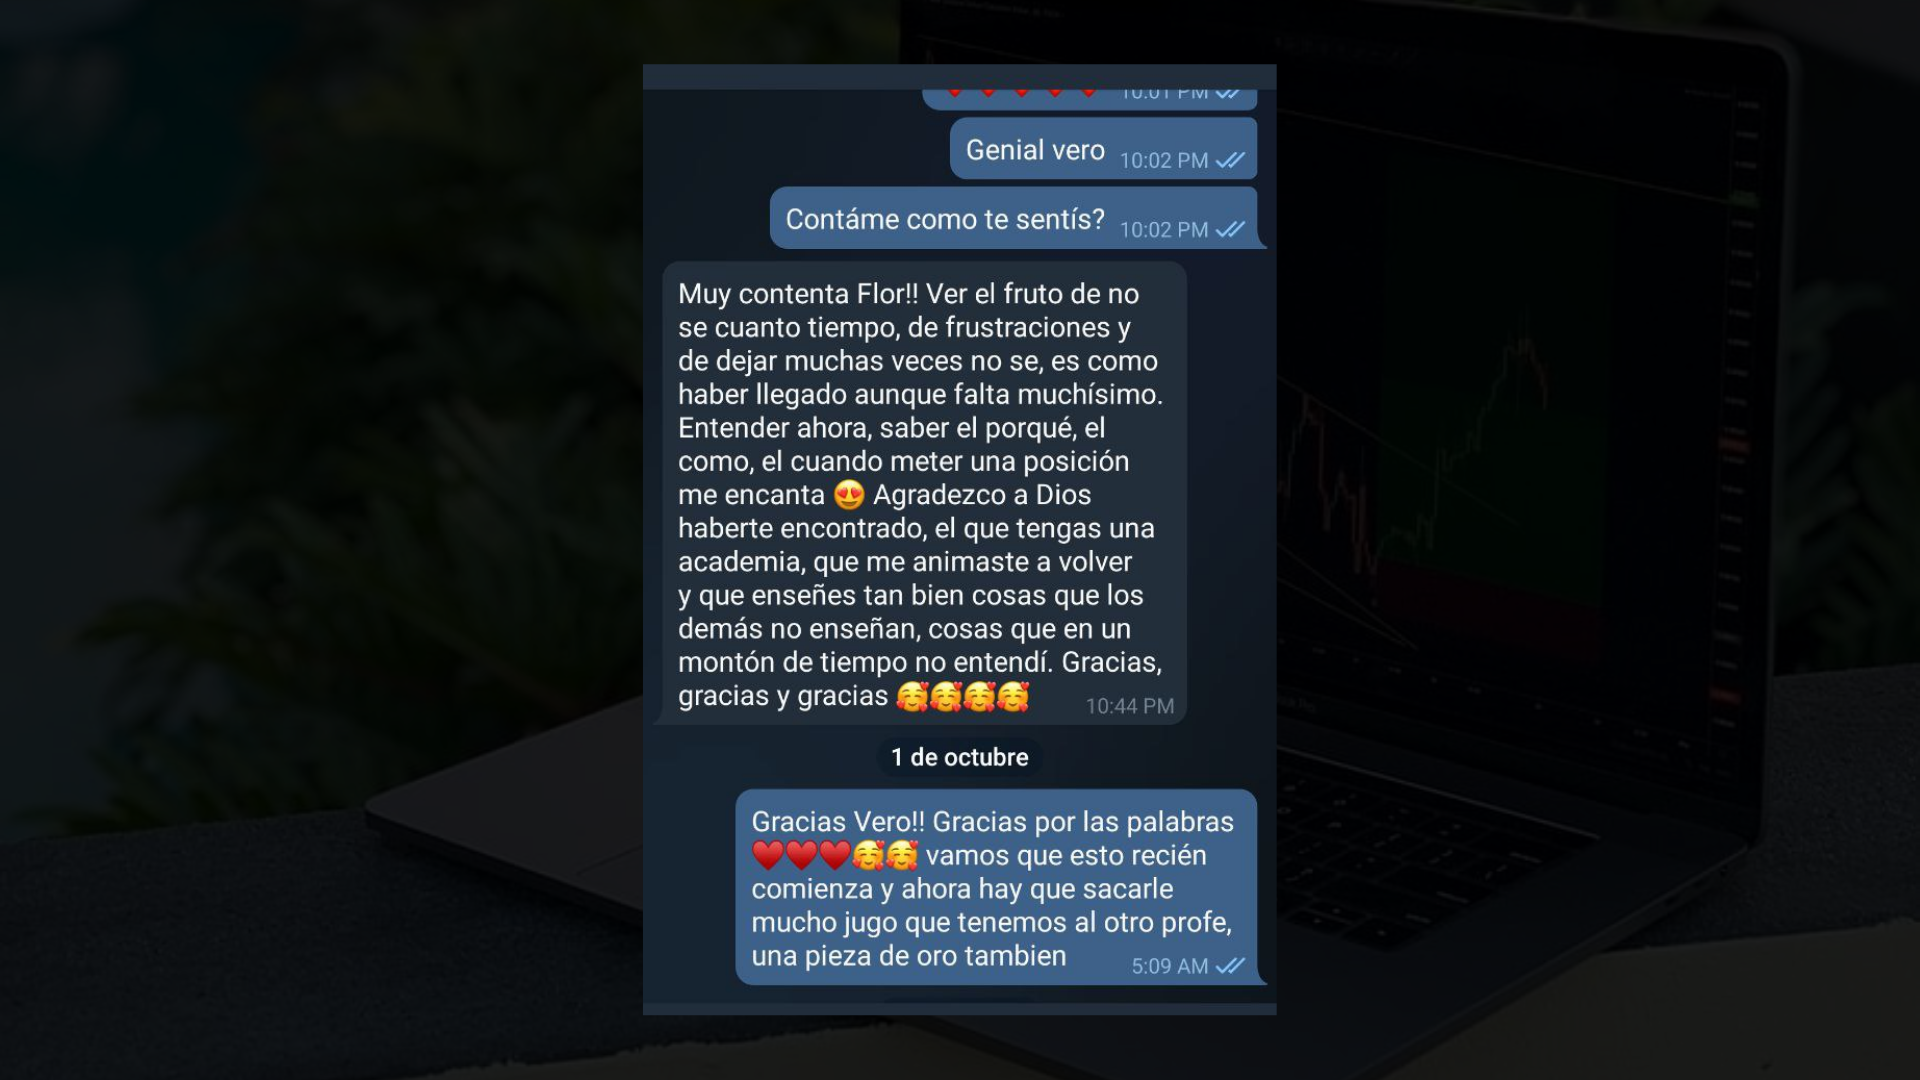 10:01 PM
Genial vero 10:02 PM
Contáme como te sentís? 10:02 PM
Muy contenta Flor!! Ver el fruto de no
se cuanto tiempo, de frustraciones y
de dejar muchas veces no se, es como
haber llegado aunque falta muchísimo.
Entender ahora, saber el porqué, el
como, el cuando meter una posición
me encanta 😍 Agradezco a Dios
haberte encontrado, el que tengas una
academia, que me animaste a volver
y que enseñes tan bien cosas que los
demás no enseñan, cosas que en un
montón de tiempo no entendí. Gracias,
gracias y gracias 🥰🥰🥰🥰 10:44 PM
1 de octubre
Gracias Vero!! Gracias por las palabras
❤️❤️❤️🥰🥰 vamos que esto recién
comienza y ahora hay que sacarle
mucho jugo que tenemos al otro profe,
una pieza de oro tambien 5:09 AM